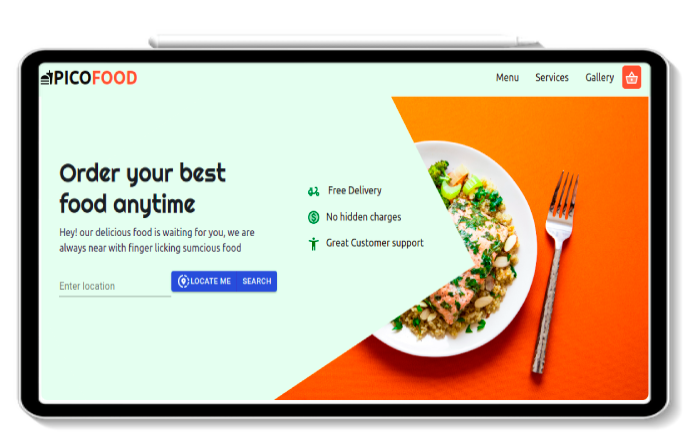 PICOFOOD
Menu Services Gallery
Order your best
food anytime
Hey! our delicious food is waiting for you, we are
always near with finger licking sumcious food
Enter location
LOCATE ME SEARCH
Free Delivery
No hidden charges
Great Customer support